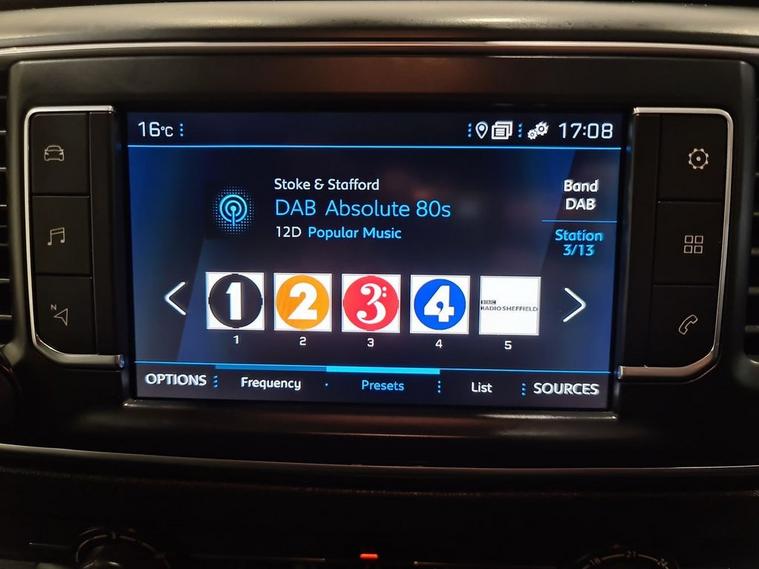 16°C
17:08
Stoke & Stafford
DAB Absolute 80s
12D Popular Music
Band
DAB
Station
3/13
1
2
3
4
BBC
RADIO SHEFFIELD
1
2
3
4
5
OPTIONS
Frequency
Presets
List
SOURCES
N